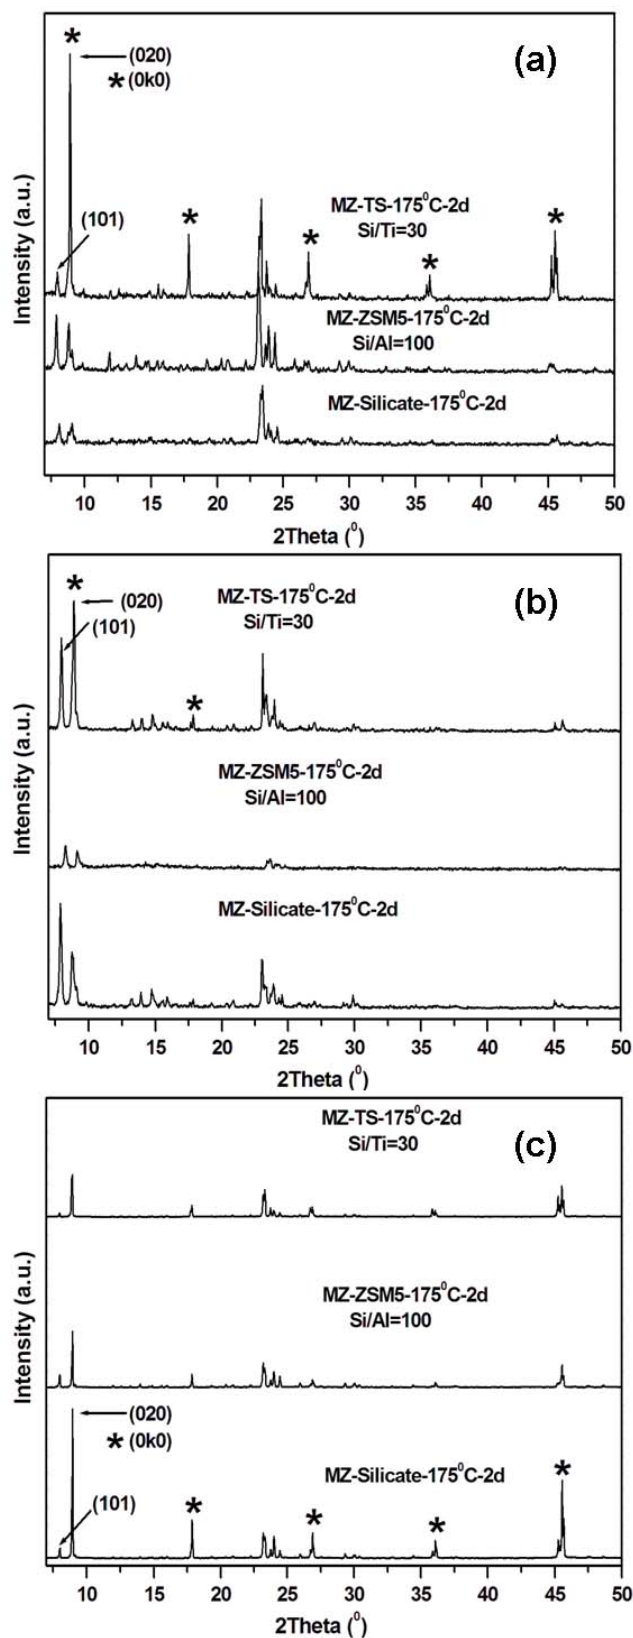 (a)
(020)
* (0k0)
(101)
MZ-TS-175⁰C-2d
Si/Ti=30
MZ-ZSM5-175⁰C-2d
Si/Al=100
MZ-Silicate-175⁰C-2d
Intensity (a.u.)
10 15 20 25 30 35 40 45 50
2Theta (⁰)
(b)
(020)
(101)
MZ-TS-175⁰C-2d
Si/Ti=30
MZ-ZSM5-175⁰C-2d
Si/Al=100
MZ-Silicate-175⁰C-2d
Intensity (a.u.)
10 15 20 25 30 35 40 45 50
2Theta (⁰)
(c)
MZ-TS-175⁰C-2d
Si/Ti=30
MZ-ZSM5-175⁰C-2d
Si/Al=100
(020)
* (0k0)
(101)
MZ-Silicate-175⁰C-2d
Intensity (a.u.)
10 15 20 25 30 35 40 45 50
2Theta (⁰)